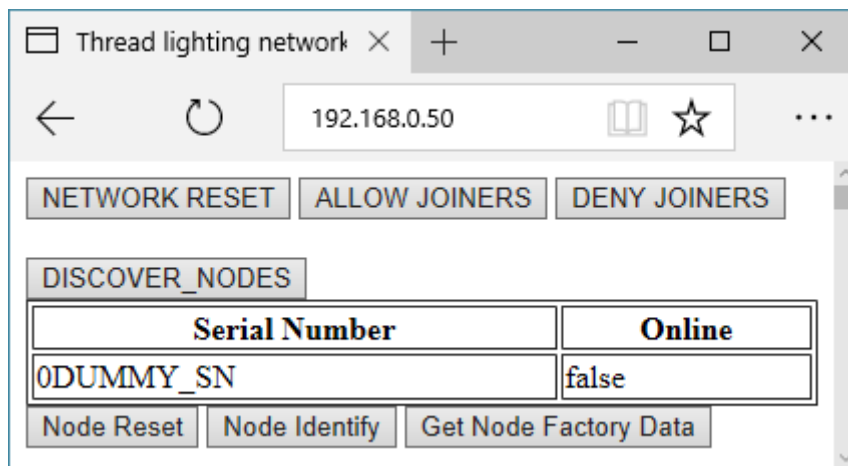 Thread lighting network
192.168.0.50
NETWORK RESET ALLOW JOINERS DENY JOINERS
DISCOVER_NODES
Serial Number Online
0DUMMY_SN false
Node Reset Node Identify Get Node Factory Data